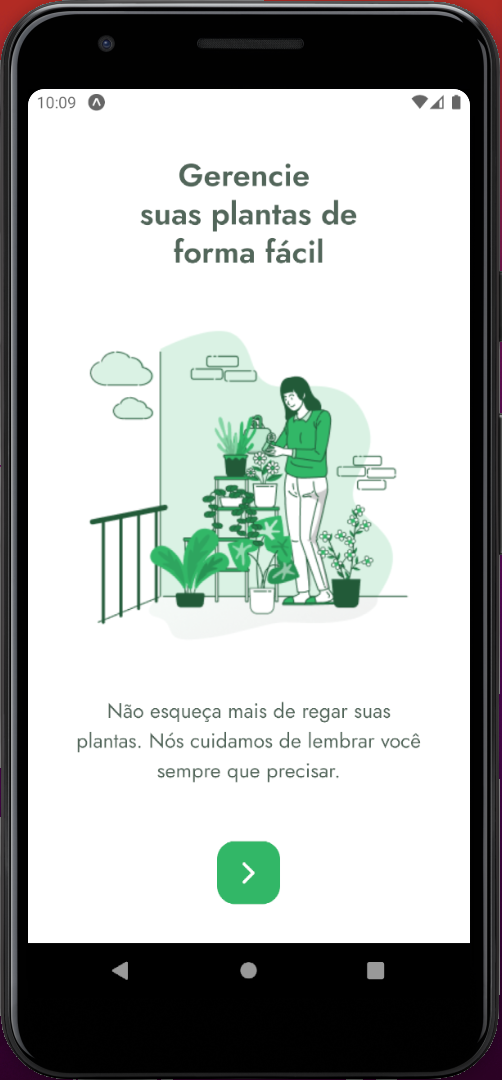 10:09
Gerencie
suas plantas de
forma fácil
Não esqueça mais de regar suas
plantas. Nós cuidamos de lembrar você
sempre que precisar.